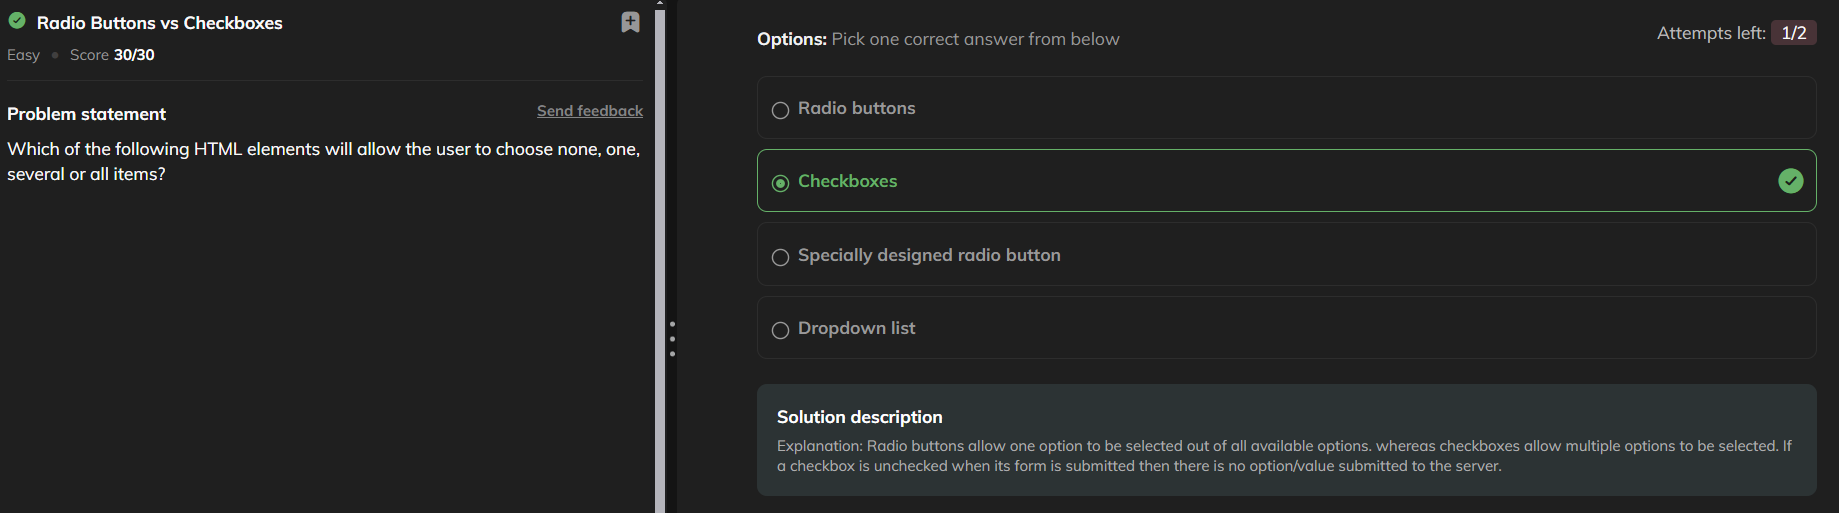 Radio Buttons vs Checkboxes
Easy • Score 30/30
Problem statement
Send feedback
Which of the following HTML elements will allow the user to choose none, one,
several or all items?
Options: Pick one correct answer from below
Attempts left: 1/2
Radio buttons
Checkboxes
Specially designed radio button
Dropdown list
Solution description
Explanation: Radio buttons allow one option to be selected out of all available options. whereas checkboxes allow multiple options to be selected. If
a checkbox is unchecked when its form is submitted then there is no option/value submitted to the server.